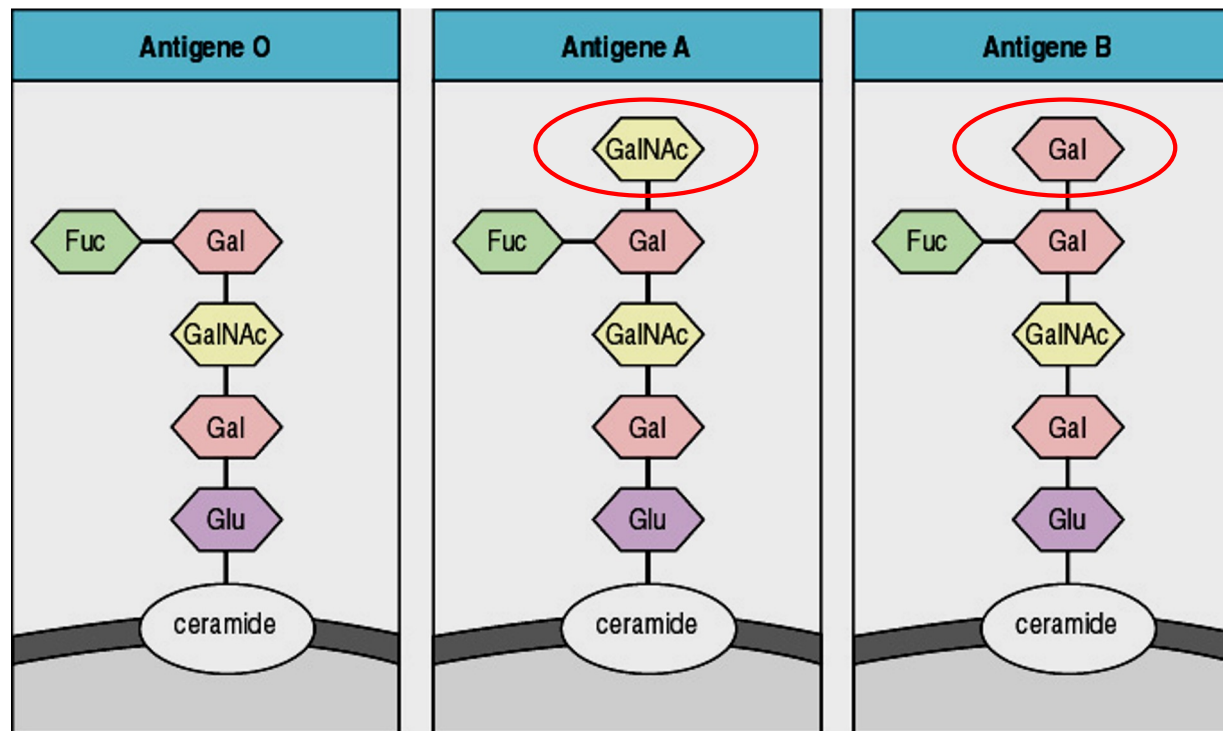 Antigene O
Fuc Gal
GalNAc
Gal
Glu
ceramide
Antigene A
GalNAc
Fuc Gal
GalNAc
Gal
Glu
ceramide
Antigene B
Gal
Fuc Gal
GalNAc
Gal
Glu
ceramide